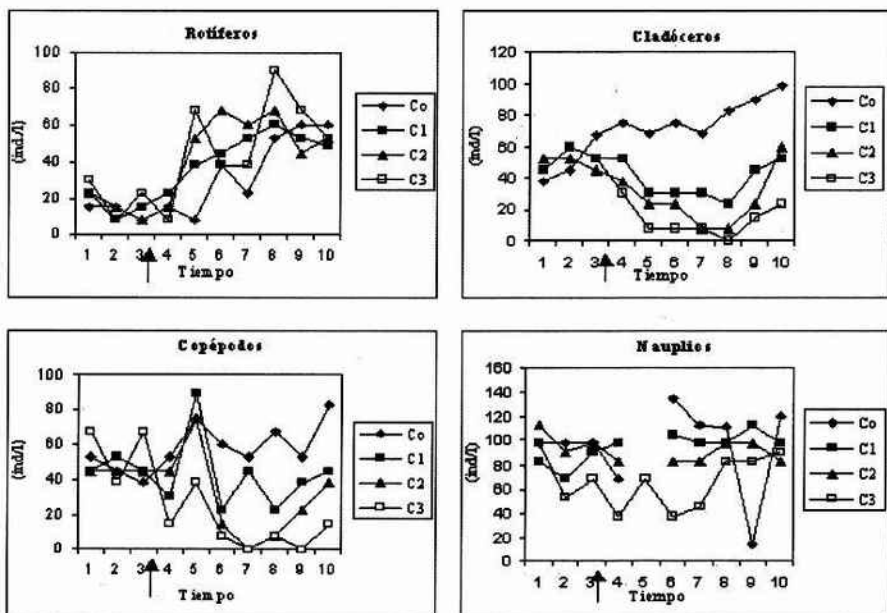 Rotíferos
100
80
60
40
20
0
(ind./l)
1 2 3 4 5 6 7 8 9 10
Tiempo
Co
C1
C2
C3
Cladóceros
120
100
80
60
40
20
0
(ind/l)
1 2 3 4 5 6 7 8 9 10
Tiempo
Co
C1
C2
C3
Copépodos
100
80
60
40
20
0
(ind/l)
1 2 3 4 5 6 7 8 9 10
Tiempo
Co
C1
C2
C3
Nauplios
160
140
120
100
80
60
40
20
0
(ind/l)
1 2 3 4 5 6 7 8 9 10
Tiempo
Co
C1
C2
C3